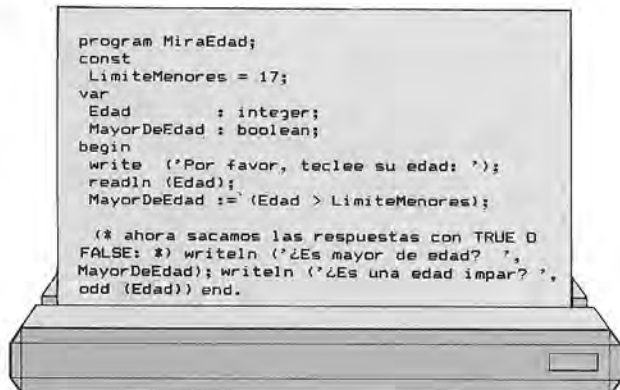 program MiraEdad;
const
 LimiteMenores = 17;
var
 Edad         : integer;
 MayorDeEdad : boolean;
begin
 write  ('Por favor, teclee su edad: ');
 readln (Edad);
 MayorDeEdad := (Edad > LimiteMenores);

 (* ahora sacamos las respuestas con TRUE O
FALSE: *) writeln ('¿Es mayor de edad?  ',
MayorDeEdad); writeln ('¿Es una edad impar? ',
odd (Edad)) end.